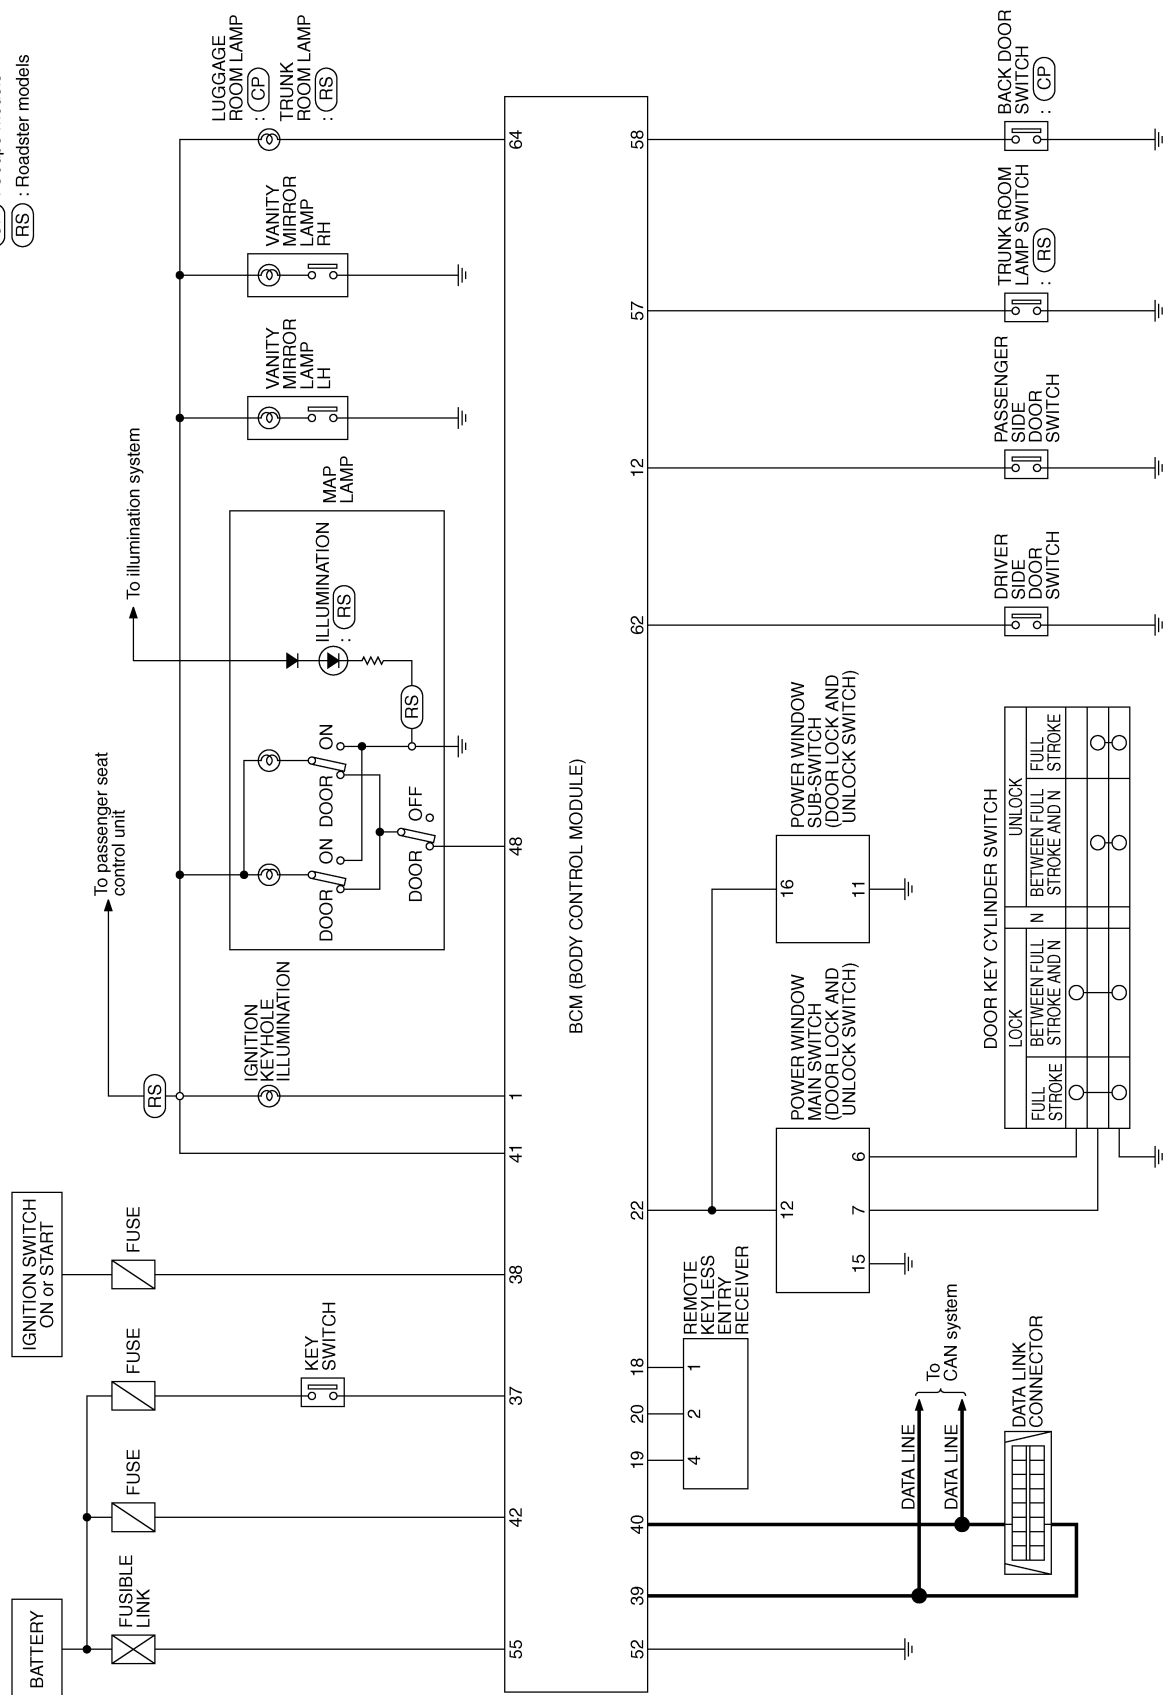 RS : Roadster models
BATTERY
IGNITION SWITCH
ON or START
FUSIBLE
LINK
FUSE
FUSE
FUSE
KEY
SWITCH
RS
To passenger seat
control unit
To illumination system
IGNITION
KEYHOLE
ILLUMINATION
DOOR
ON
DOOR
ON
DOOR
OFF
RS
ILLUMINATION
: RS
MAP
LAMP
VANITY
MIRROR
LAMP
LH
VANITY
MIRROR
LAMP
RH
LUGGAGE
ROOM LAMP
: CP
TRUNK
ROOM LAMP
: RS
55
42
37
38
41
1
48
64
BCM (BODY CONTROL MODULE)
52
39
40
19
20
18
22
62
12
57
58
4
2
1
REMOTE
KEYLESS
ENTRY
RECEIVER
12
15
7
6
POWER WINDOW
MAIN SWITCH
(DOOR LOCK AND
UNLOCK SWITCH)
16
11
POWER WINDOW
SUB-SWITCH
(DOOR LOCK AND
UNLOCK SWITCH)
DATA LINE
DATA LINE
To
CAN system
DATA LINK
CONNECTOR
DOOR KEY CYLINDER SWITCH
LOCK
N
UNLOCK
FULL
STROKE
BETWEEN FULL
STROKE AND N
BETWEEN FULL
STROKE AND N
FULL
STROKE
DRIVER
SIDE
DOOR
SWITCH
PASSENGER
SIDE
DOOR
SWITCH
TRUNK ROOM
LAMP SWITCH
: RS
BACK DOOR
SWITCH
: CP